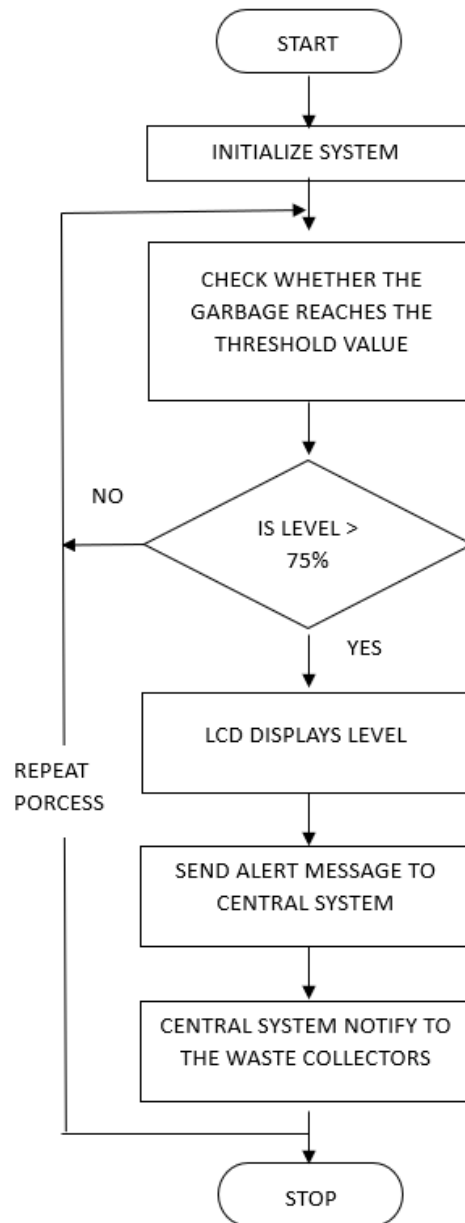 START
INITIALIZE SYSTEM
CHECK WHETHER THE
GARBAGE REACHES THE
THRESHOLD VALUE
NO
IS LEVEL >
75%
YES
LCD DISPLAYS LEVEL
REPEAT
PORCESS
SEND ALERT MESSAGE TO
CENTRAL SYSTEM
CENTRAL SYSTEM NOTIFY TO
THE WASTE COLLECTORS
STOP